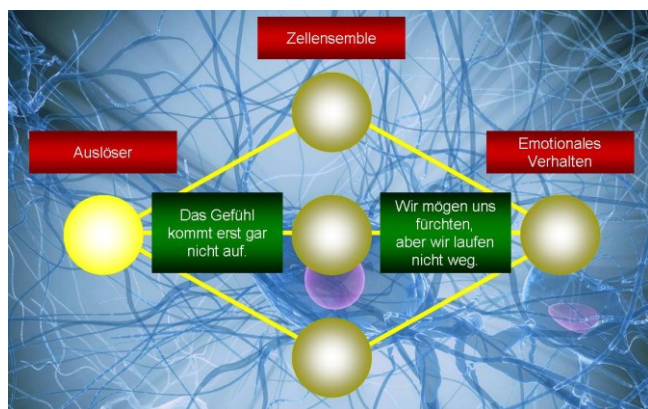 Zellensemble
Auslöser
Emotionales
Verhalten
Das Gefühl
kommt erst gar
nicht auf.
Wir mögen uns
fürchten,
aber wir laufen
nicht weg.